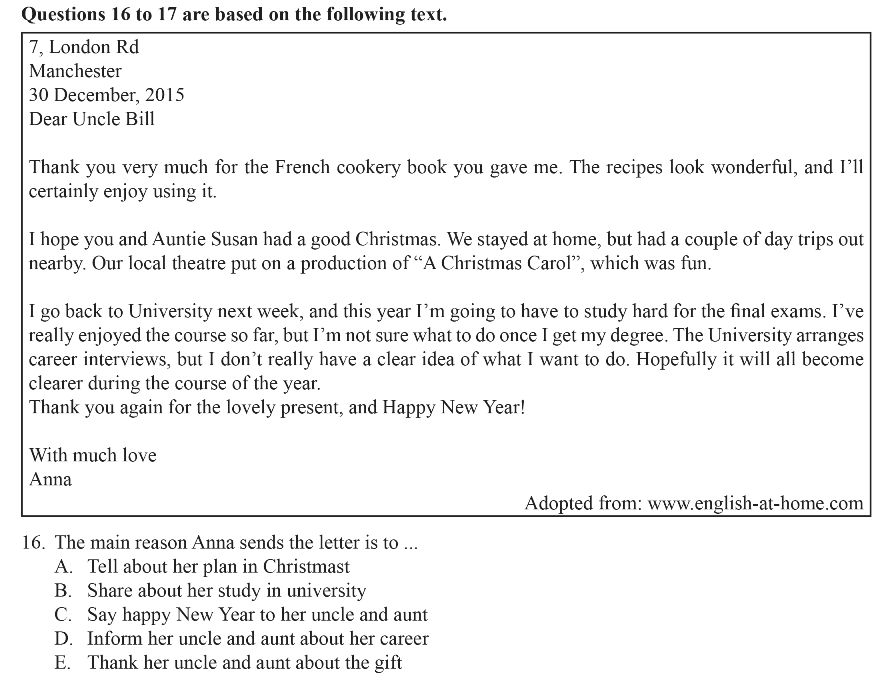 Questions 16 to 17 are based on the following text.
7, London Rd
Manchester
30 December, 2015
Dear Uncle Bill
Thank you very much for the French cookery book you gave me. The recipes look wonderful, and I’ll
certainly enjoy using it.
I hope you and Auntie Susan had a good Christmas. We stayed at home, but had a couple of day trips out
nearby. Our local theatre put on a production of “A Christmas Carol”, which was fun.
I go back to University next week, and this year I’m going to have to study hard for the final exams. I’ve
really enjoyed the course so far, but I’m not sure what to do once I get my degree. The University arranges
career interviews, but I don’t really have a clear idea of what I want to do. Hopefully it will all become
clearer during the course of the year.
Thank you again for the lovely present, and Happy New Year!
With much love
Anna
Adopted from: www.english-at-home.com
16. The main reason Anna sends the letter is to ...
A. Tell about her plan in Christmast
B. Share about her study in university
C. Say happy New Year to her uncle and aunt
D. Inform her uncle and aunt about her career
E. Thank her uncle and aunt about the gift